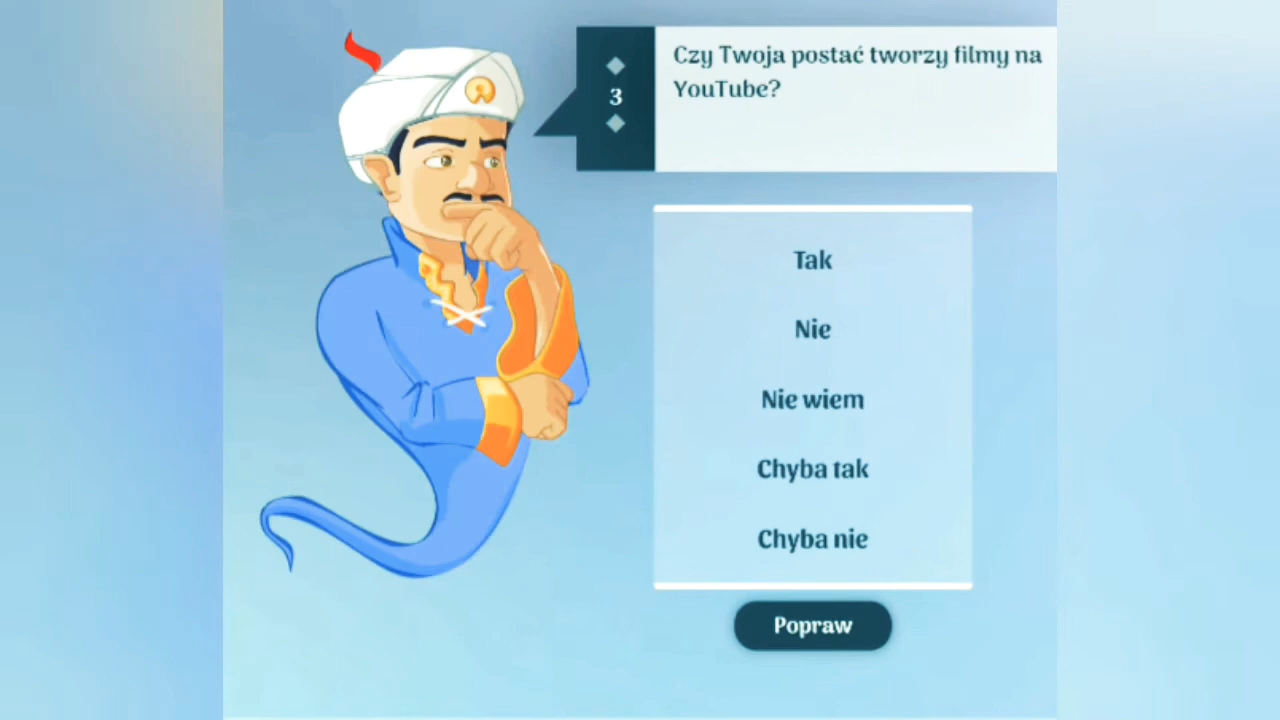 3
Czy Twoja postać tworzy filmy na
YouTube?
Tak
Nie
Nie wiem
Chyba tak
Chyba nie
Popraw